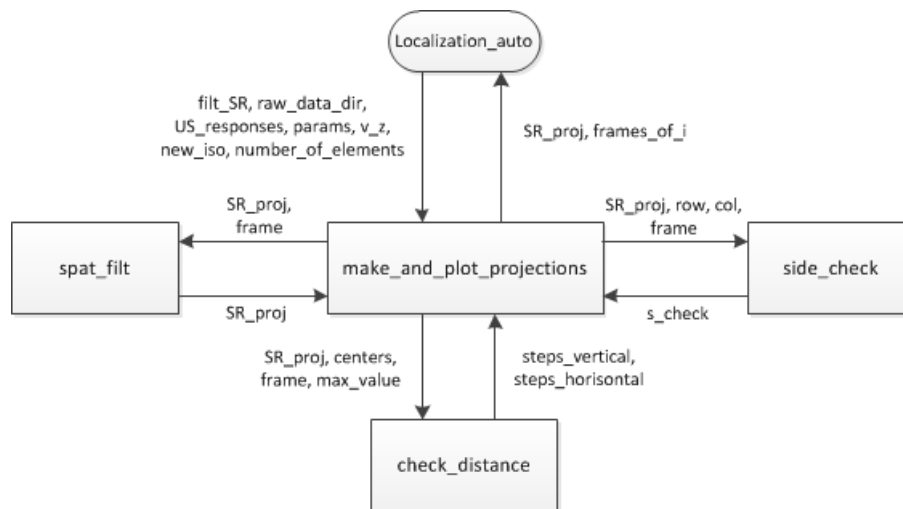 Localization_auto
filt_SR, raw_data_dir,
US_responses, params, v_z,
new_iso, number_of_elements
SR_proj, frames_of_i
SR_proj,
frame
SR_proj, row, col,
frame
spat_filt
make_and_plot_projections
side_check
SR_proj
s_check
SR_proj, centers,
frame, max_value
steps_vertical,
steps_horisontal
check_distance